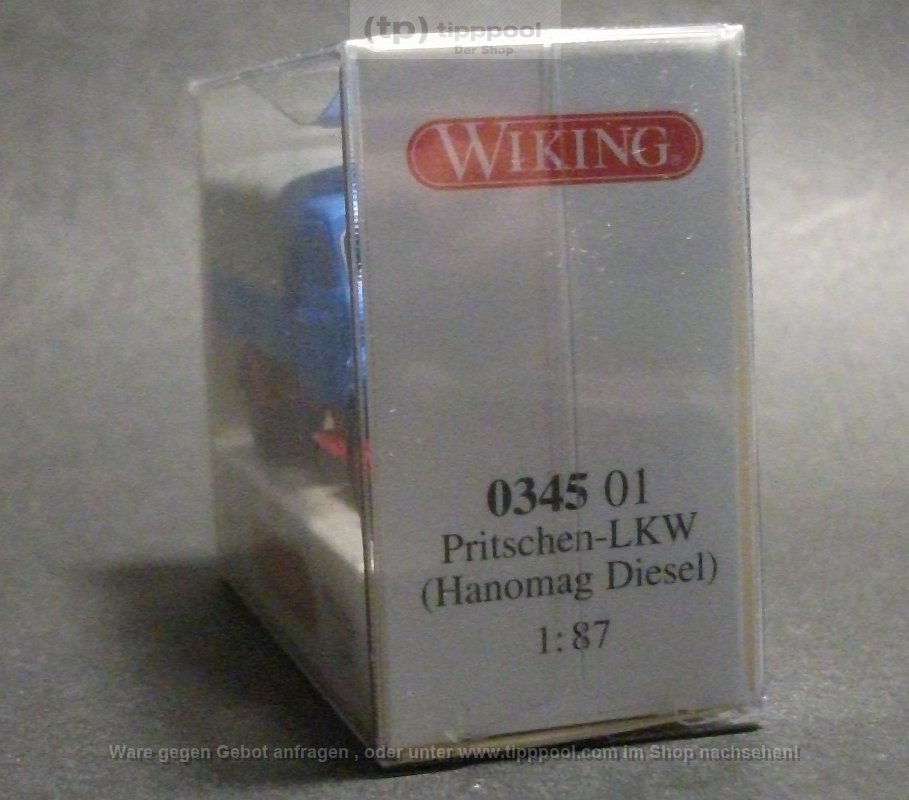 (tp) tipppool
Der Shop
WIKING
0345 01
Pritschen-LKW
(Hanomag Diesel)
1:87
Ware gegen Gebot anfragen , oder unter www.tipppool.com im Shop nachsehen!